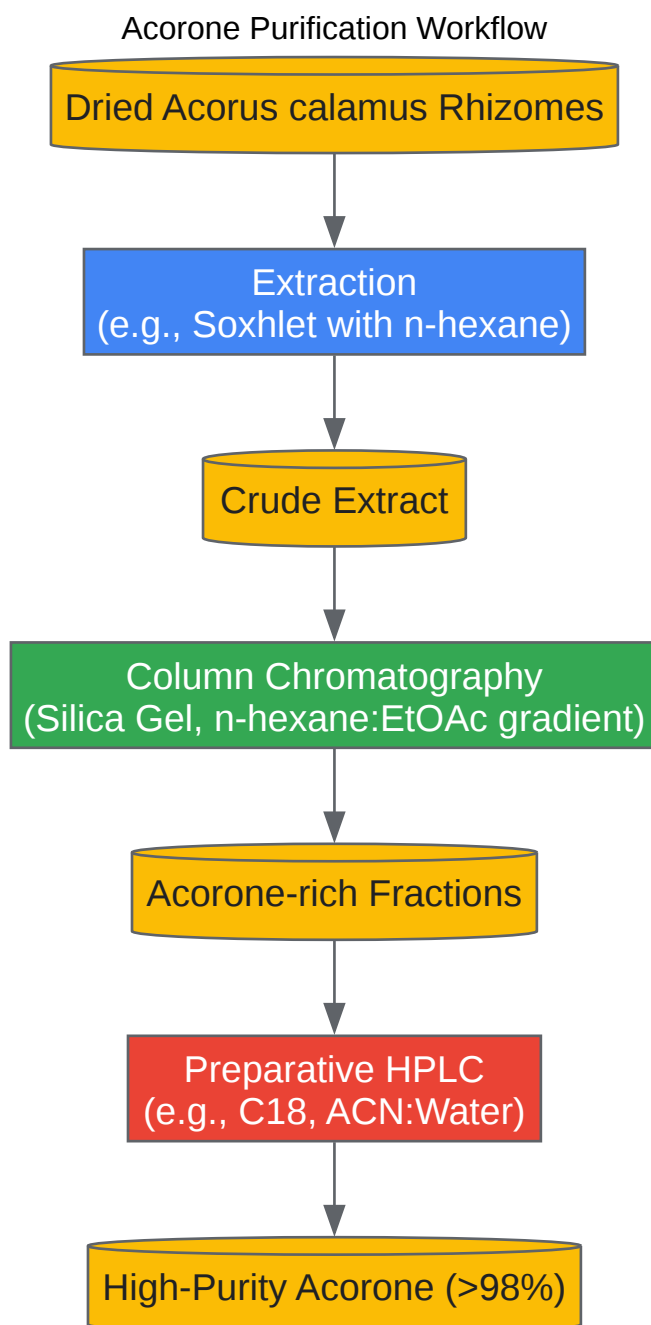 Acorone Purification Workflow
Dried Acorus calamus Rhizomes
Extraction
(e.g., Soxhlet with n-hexane)
Crude Extract
Column Chromatography
(Silica Gel, n-hexane:EtOAc gradient)
Acorone-rich Fractions
Preparative HPLC
(e.g., C18, ACN:Water)
High-Purity Acorone (>98%)